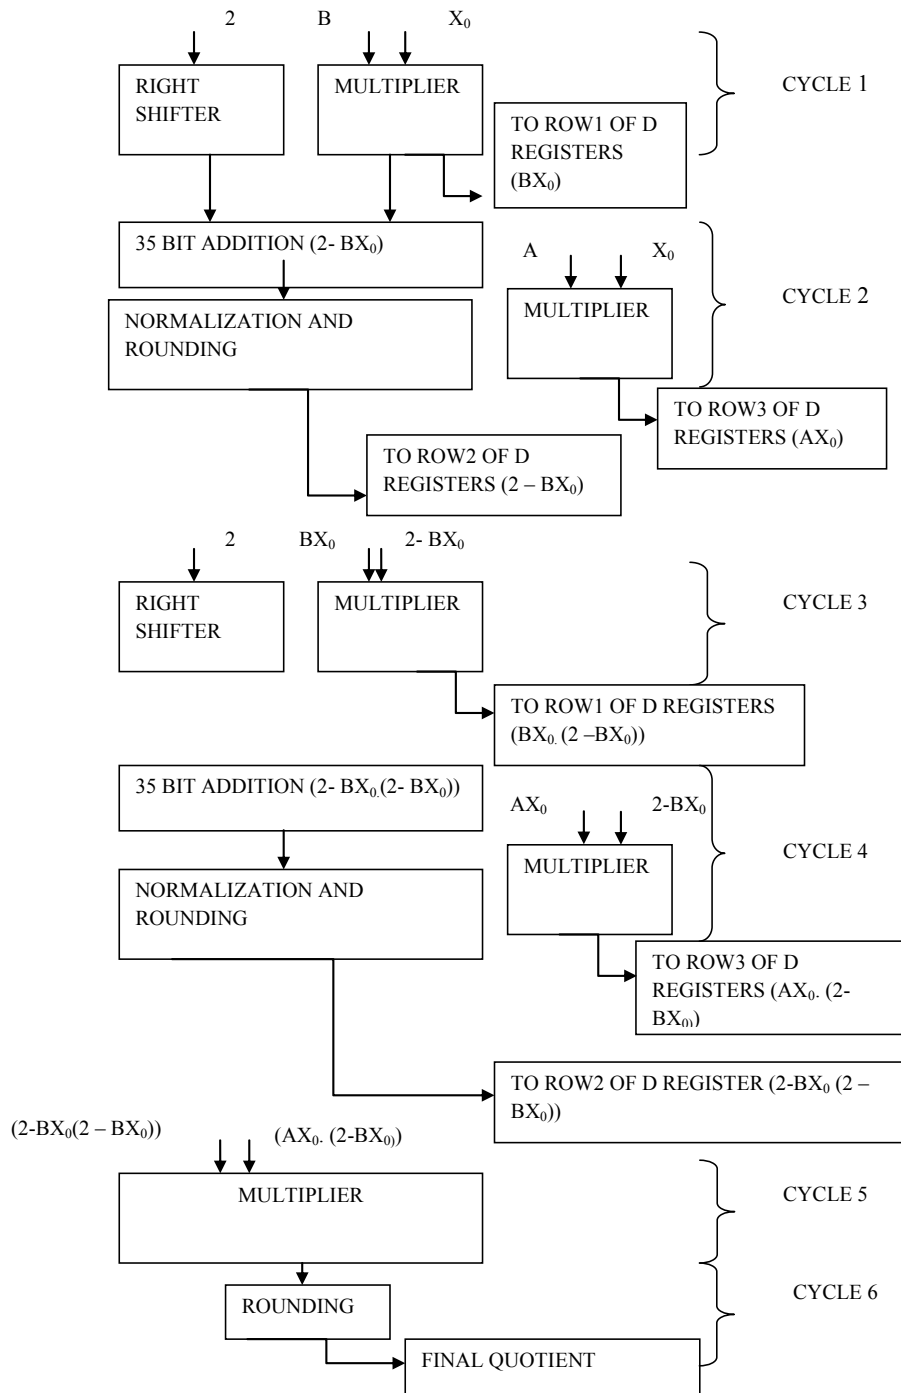 2 B X₀
RIGHT
SHIFTER
MULTIPLIER
CYCLE 1
TO ROW1 OF D
REGISTERS
(BX₀)
35 BIT ADDITION (2- BX₀)
A X₀
CYCLE 2
NORMALIZATION AND
ROUNDING
MULTIPLIER
TO ROW3 OF D
REGISTERS (AX₀)
TO ROW2 OF D
REGISTERS (2 – BX₀)
2 BX₀ 2- BX₀
RIGHT
SHIFTER
MULTIPLIER
CYCLE 3
TO ROW1 OF D REGISTERS
(BX₀. (2 –BX₀))
35 BIT ADDITION (2- BX₀.(2- BX₀))
AX₀ 2-BX₀
CYCLE 4
MULTIPLIER
NORMALIZATION AND
ROUNDING
TO ROW3 OF D
REGISTERS (AX₀. (2-
BX₀)
TO ROW2 OF D REGISTER (2-BX₀ (2 –
BX₀))
(2-BX₀(2 – BX₀))
(AX₀. (2-BX₀)
MULTIPLIER
CYCLE 5
ROUNDING
CYCLE 6
FINAL QUOTIENT